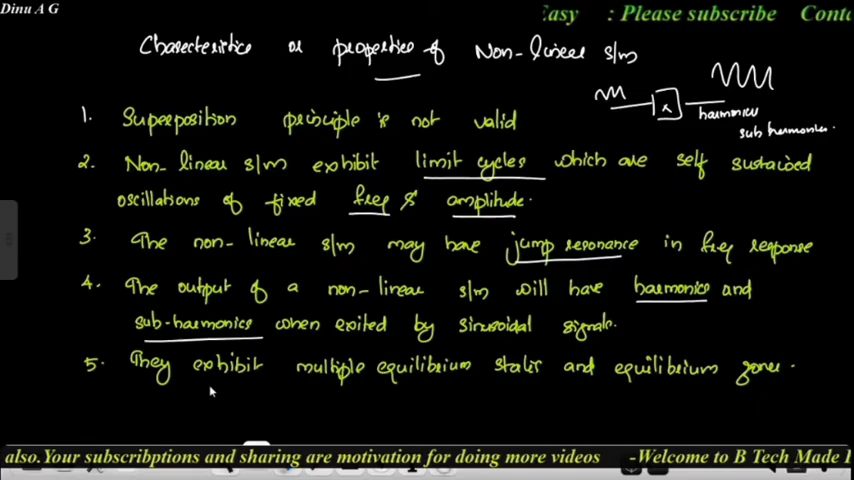 Dinu A G
Easy : Please subscribe Conta
Charecteristics or properties of Non-linear s/m
harmonics
sub harmonics.
1. Superposition principle is not valid
2. Non-linear s/m exhibit limit cycles which are self sustained
oscillations of fixed freq & amplitude.
3. The non-linear s/m may have jump resonance in freq response
4. The output of a non-linear s/m will have harmonics and
sub-harmonics when exited by sinusoidal signals.
5. They exhibit multiple equilibrium states and equilibrium zones.
also.Your subscribptions and sharing are motivation for doing more videos -Welcome to B Tech Made E